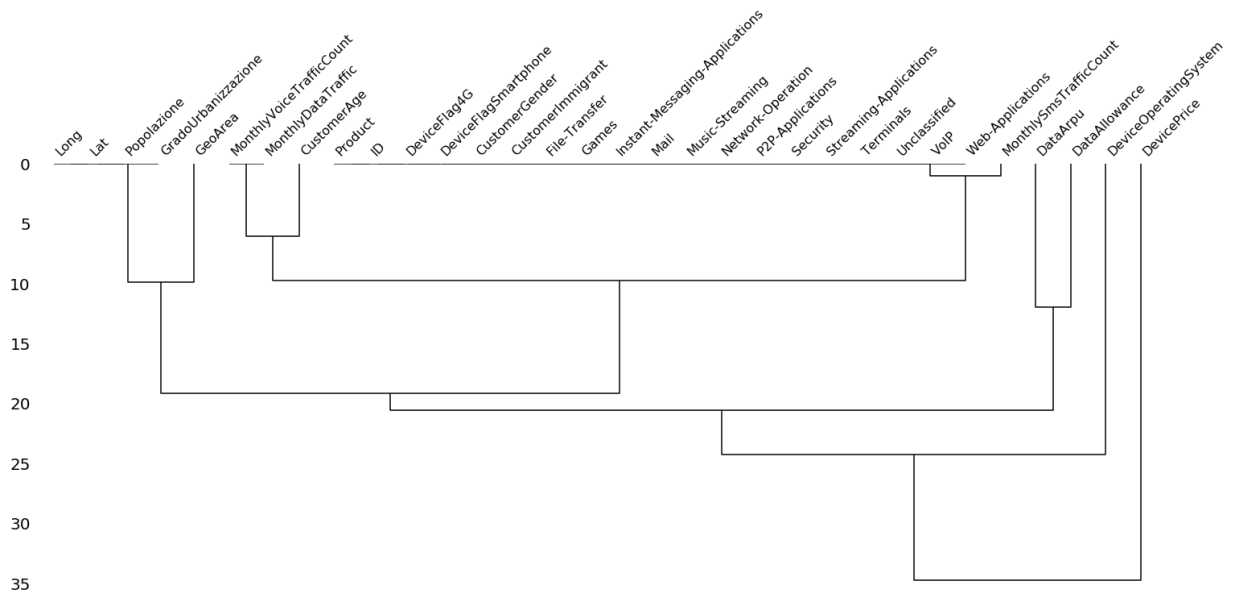 Long
Lat
Popolazione
GradoUrbanizzazione
GeoArea
MonthlyVoiceTrafficCount
MonthlyDataTraffic
CustomerAge
Product
ID
DeviceFlag4G
DeviceFlagSmartphone
CustomerGender
CustomerImmigrant
File-Transfer
Games
Instant-Messaging-Applications
Mail
Music-Streaming
Network-Operation
P2P-Applications
Security
Streaming-Applications
Terminals
Unclassified
VoIP
Web-Applications
MonthlySmsTrafficCount
DataArpu
DataAllowance
DeviceOperatingSystem
DevicePrice
0
5
10
15
20
25
30
35